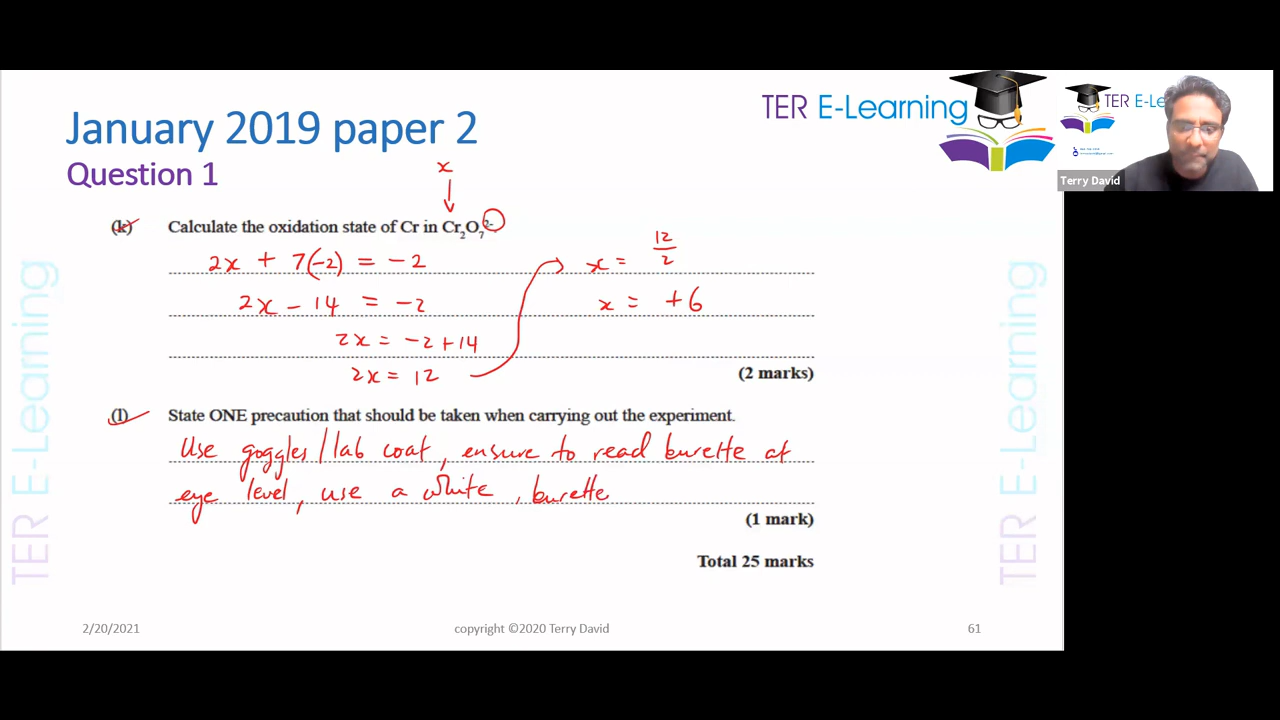 January 2019 paper 2
Question 1
TER E-Learning
TER E-Learning
Terry David
x
(k) Calculate the oxidation state of Cr in Cr₂O₇²⁻.
2x + 7(-2) = -2
2x - 14 = -2
2x = -2 + 14
2x = 12
x = 12/2
x = +6
(2 marks)
(l) State ONE precaution that should be taken when carrying out the experiment.
Use goggles / lab coat, ensure to read burette at
eye level, use a white , burette
(1 mark)
Total 25 marks
TER E-Learning
TER E-Learning
2/20/2021
copyright ©2020 Terry David
61